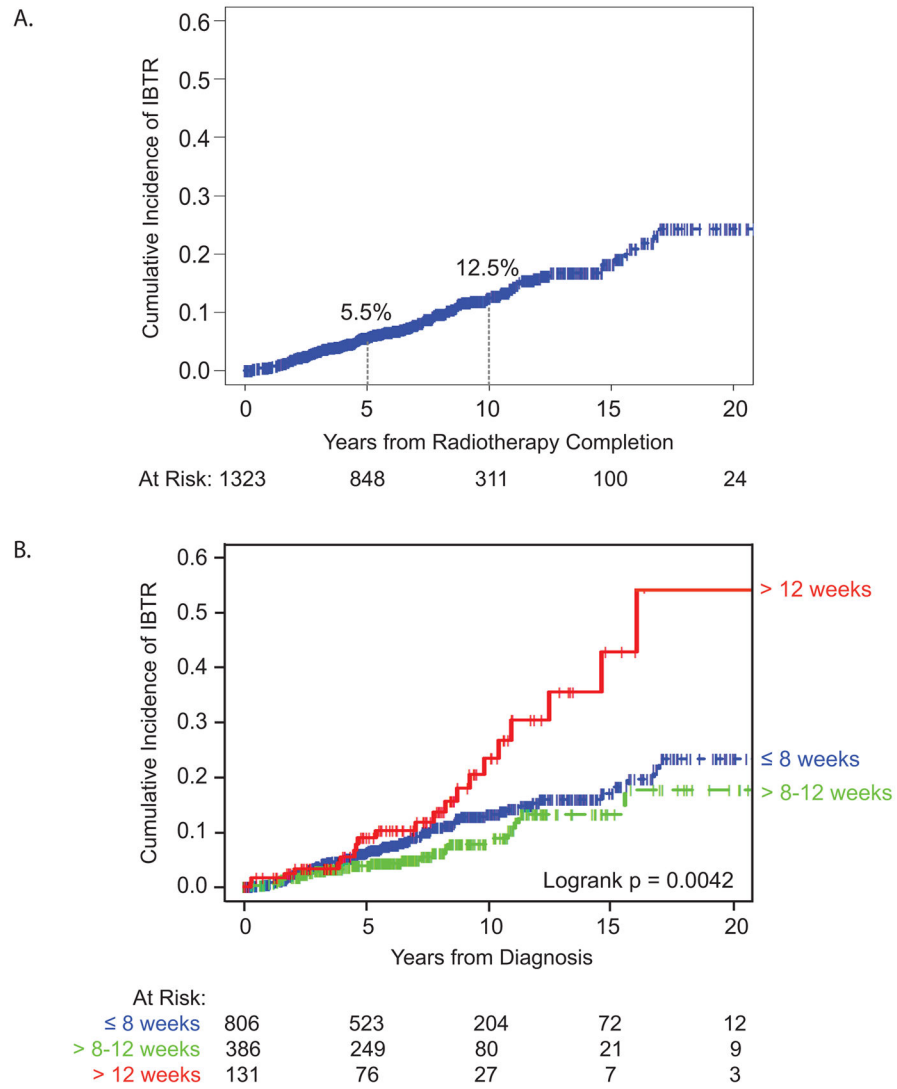 A.
Cumulative Incidence of IBTR
0.6
0.5
0.4
0.3
0.2
0.1
0.0
5.5%
12.5%
0 5 10 15 20
Years from Radiotherapy Completion
At Risk: 1323 848 311 100 24
B.
Cumulative Incidence of IBTR
0.6
0.5
0.4
0.3
0.2
0.1
0.0
> 12 weeks
≤ 8 weeks
> 8-12 weeks
Logrank p = 0.0042
0 5 10 15 20
Years from Diagnosis
At Risk:
≤ 8 weeks 806 523 204 72 12
> 8-12 weeks 386 249 80 21 9
> 12 weeks 131 76 27 7 3